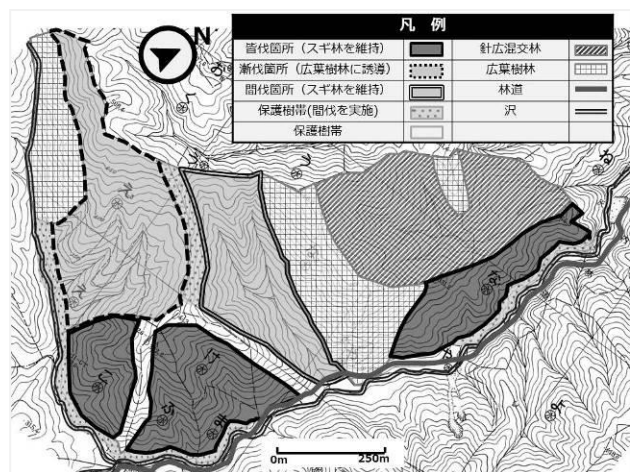 N
凡 例
皆伐箇所（スギ林を維持）
針広混交林
漸伐箇所（広葉樹林に誘導）
広葉樹林
間伐箇所（スギ林を維持）
林道
保護樹帯(間伐を実施)
沢
保護樹帯
0m
250m